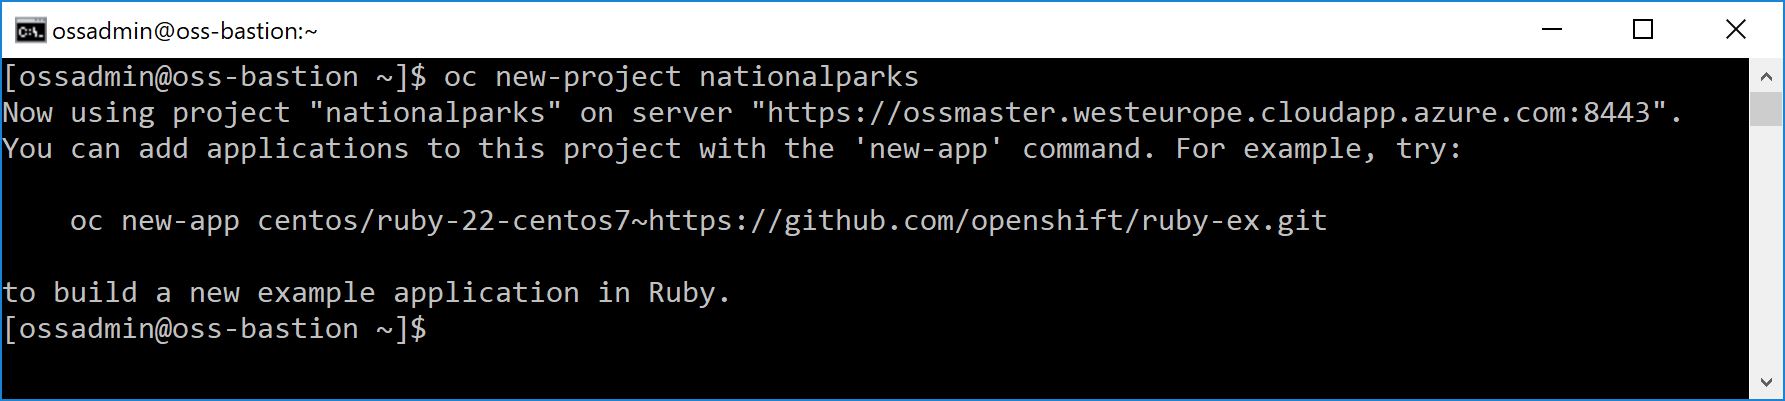 ossadmin@oss-bastion:~
[ossadmin@oss-bastion ~]$ oc new-project nationalparks
Now using project "nationalparks" on server "https://ossmaster.westeurope.cloudapp.azure.com:8443".
You can add applications to this project with the 'new-app' command. For example, try:
oc new-app centos/ruby-22-centos7~https://github.com/openshift/ruby-ex.git
to build a new example application in Ruby.
[ossadmin@oss-bastion ~]$